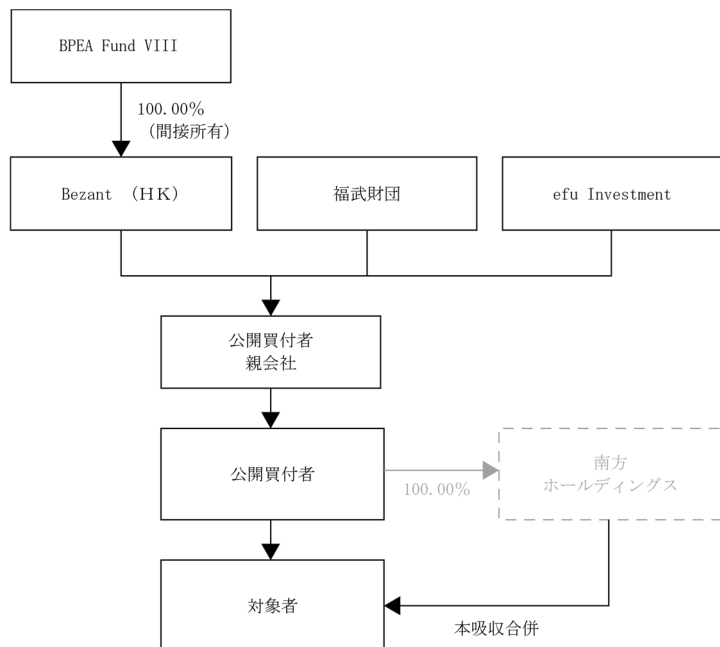 BPEA Fund VIII
100.00%
（間接所有）
Bezant （HK）
福武財団
efu Investment
公開買付者
親会社
公開買付者
100.00%
南方
ホールディングス
対象者
本吸収合併